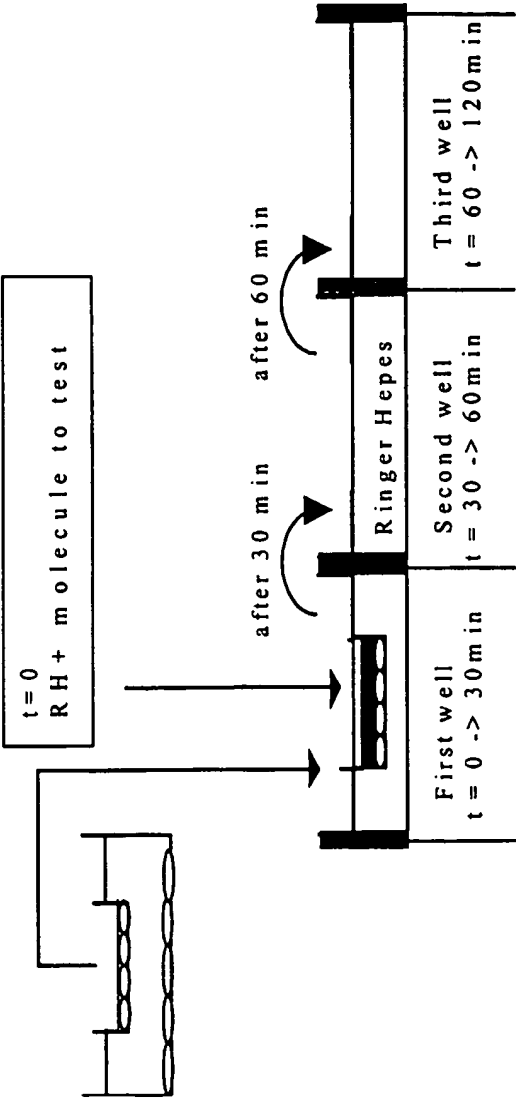 t=0
RH+ molecule to test
after 30 min
after 60 min
Ringer Hepes
First well
t = 0 -> 30min
Second well
t = 30 -> 60min
Third well
t = 60 -> 120min